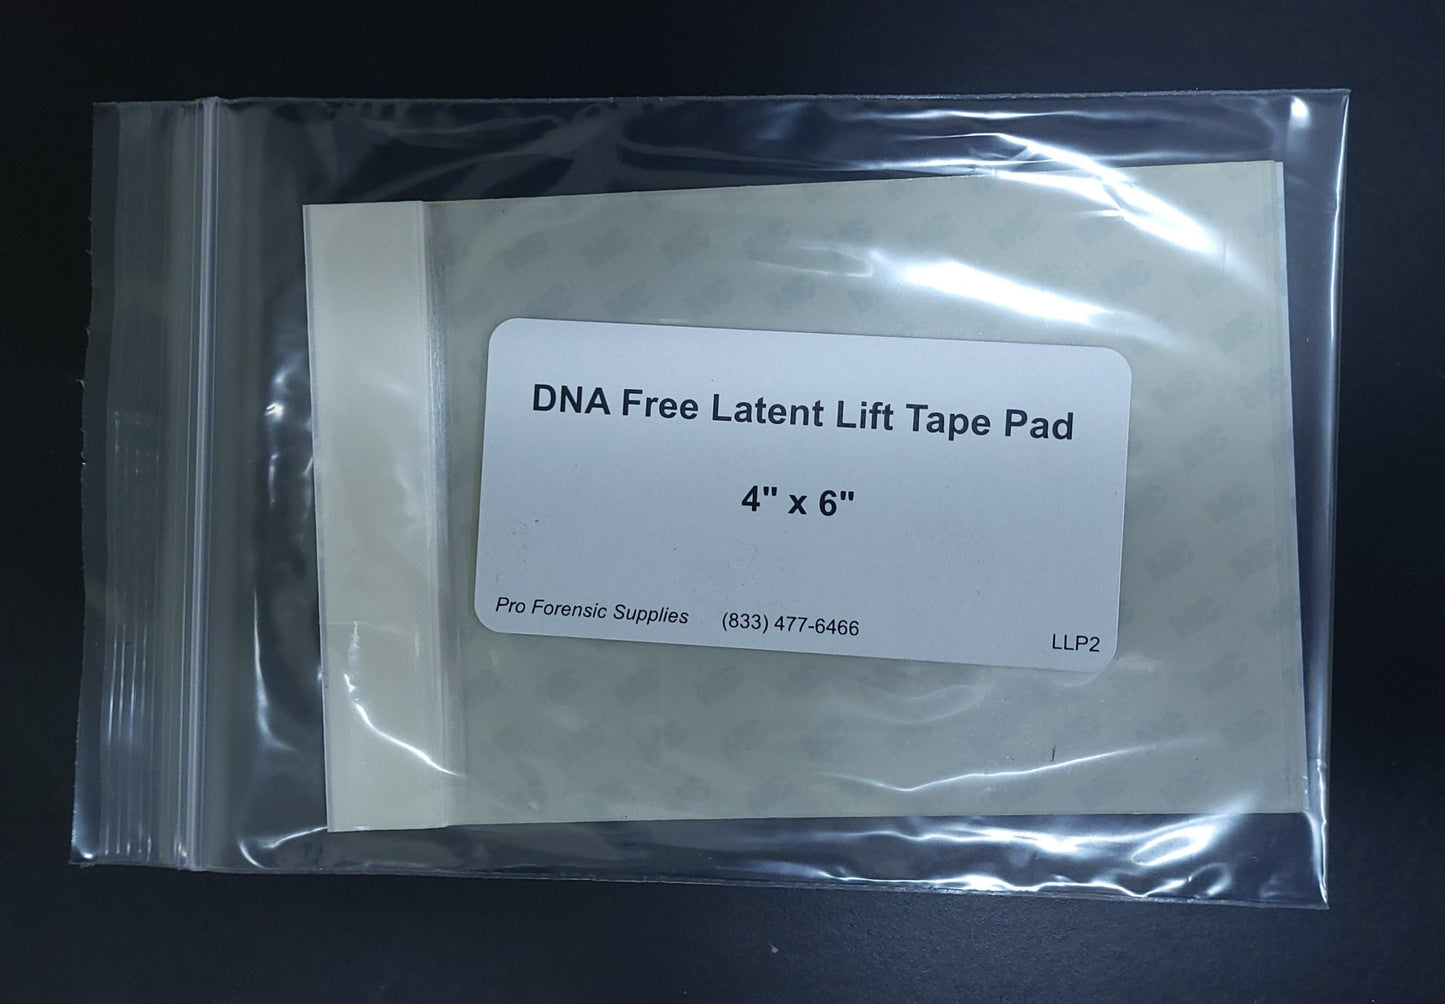 DNA Free Latent Lift Tape Pad
4" x 6"
Pro Forensic Supplies (833) 477-6466 LLP2